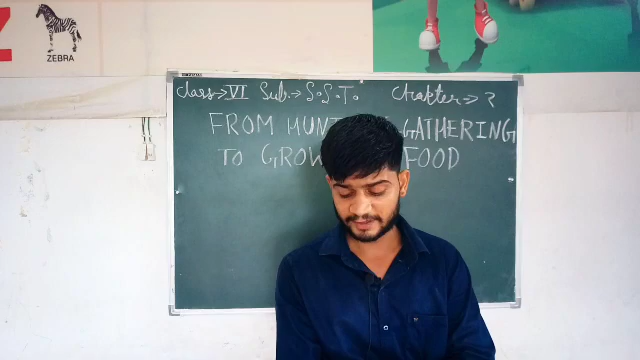 Z
ZEBRA
Class→VI Sub.→S.S.T. Chapter→2
FROM HUNT GATHERING
TO GROW FOOD